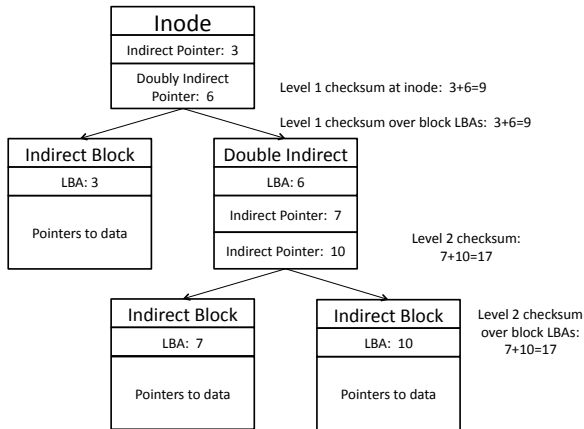 Inode
Indirect Pointer: 3
Doubly Indirect
Pointer: 6
Level 1 checksum at inode: 3+6=9
Level 1 checksum over block LBAs: 3+6=9
Indirect Block
LBA: 3
Pointers to data
Double Indirect
LBA: 6
Indirect Pointer: 7
Indirect Pointer: 10
Level 2 checksum:
7+10=17
Indirect Block
LBA: 7
Pointers to data
Indirect Block
LBA: 10
Pointers to data
Level 2 checksum
over block LBAs:
7+10=17